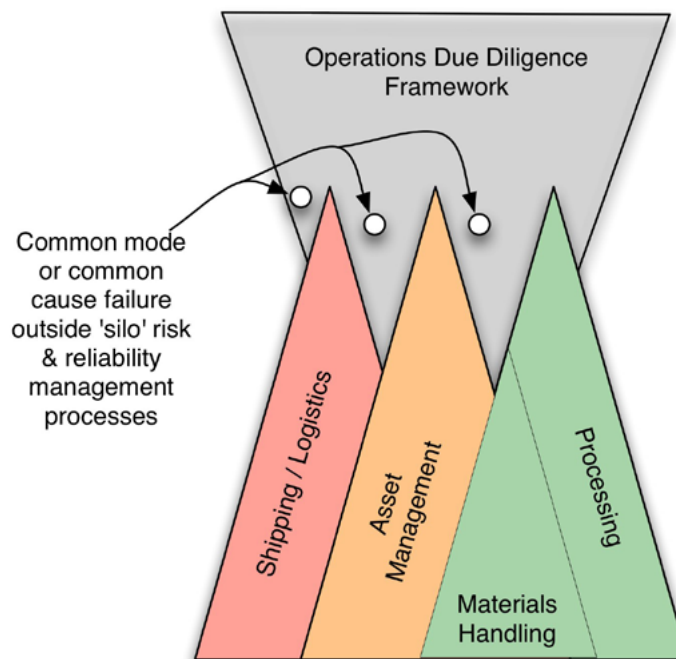 Operations Due Diligence
Framework
Common mode
or common
cause failure
outside 'silo' risk
& reliability
management
processes
Shipping / Logistics
Asset
Management
Materials
Handling
Processing